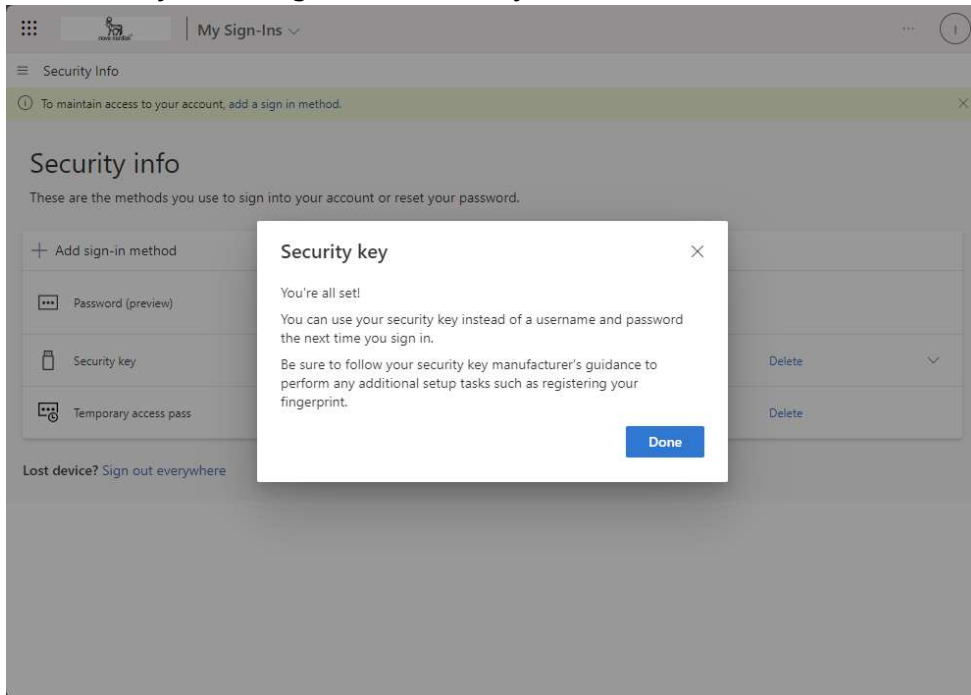 novo nordisk
My Sign-Ins
I
Security Info
To maintain access to your account, add a sign in method.
Security info
These are the methods you use to sign into your account or reset your password.
Add sign-in method
Password (preview)
Security key
Delete
Temporary access pass
Delete
Lost device? Sign out everywhere
Security key
You're all set!
You can use your security key instead of a username and password
the next time you sign in.
Be sure to follow your security key manufacturer's guidance to
perform any additional setup tasks such as registering your
fingerprint.
Done